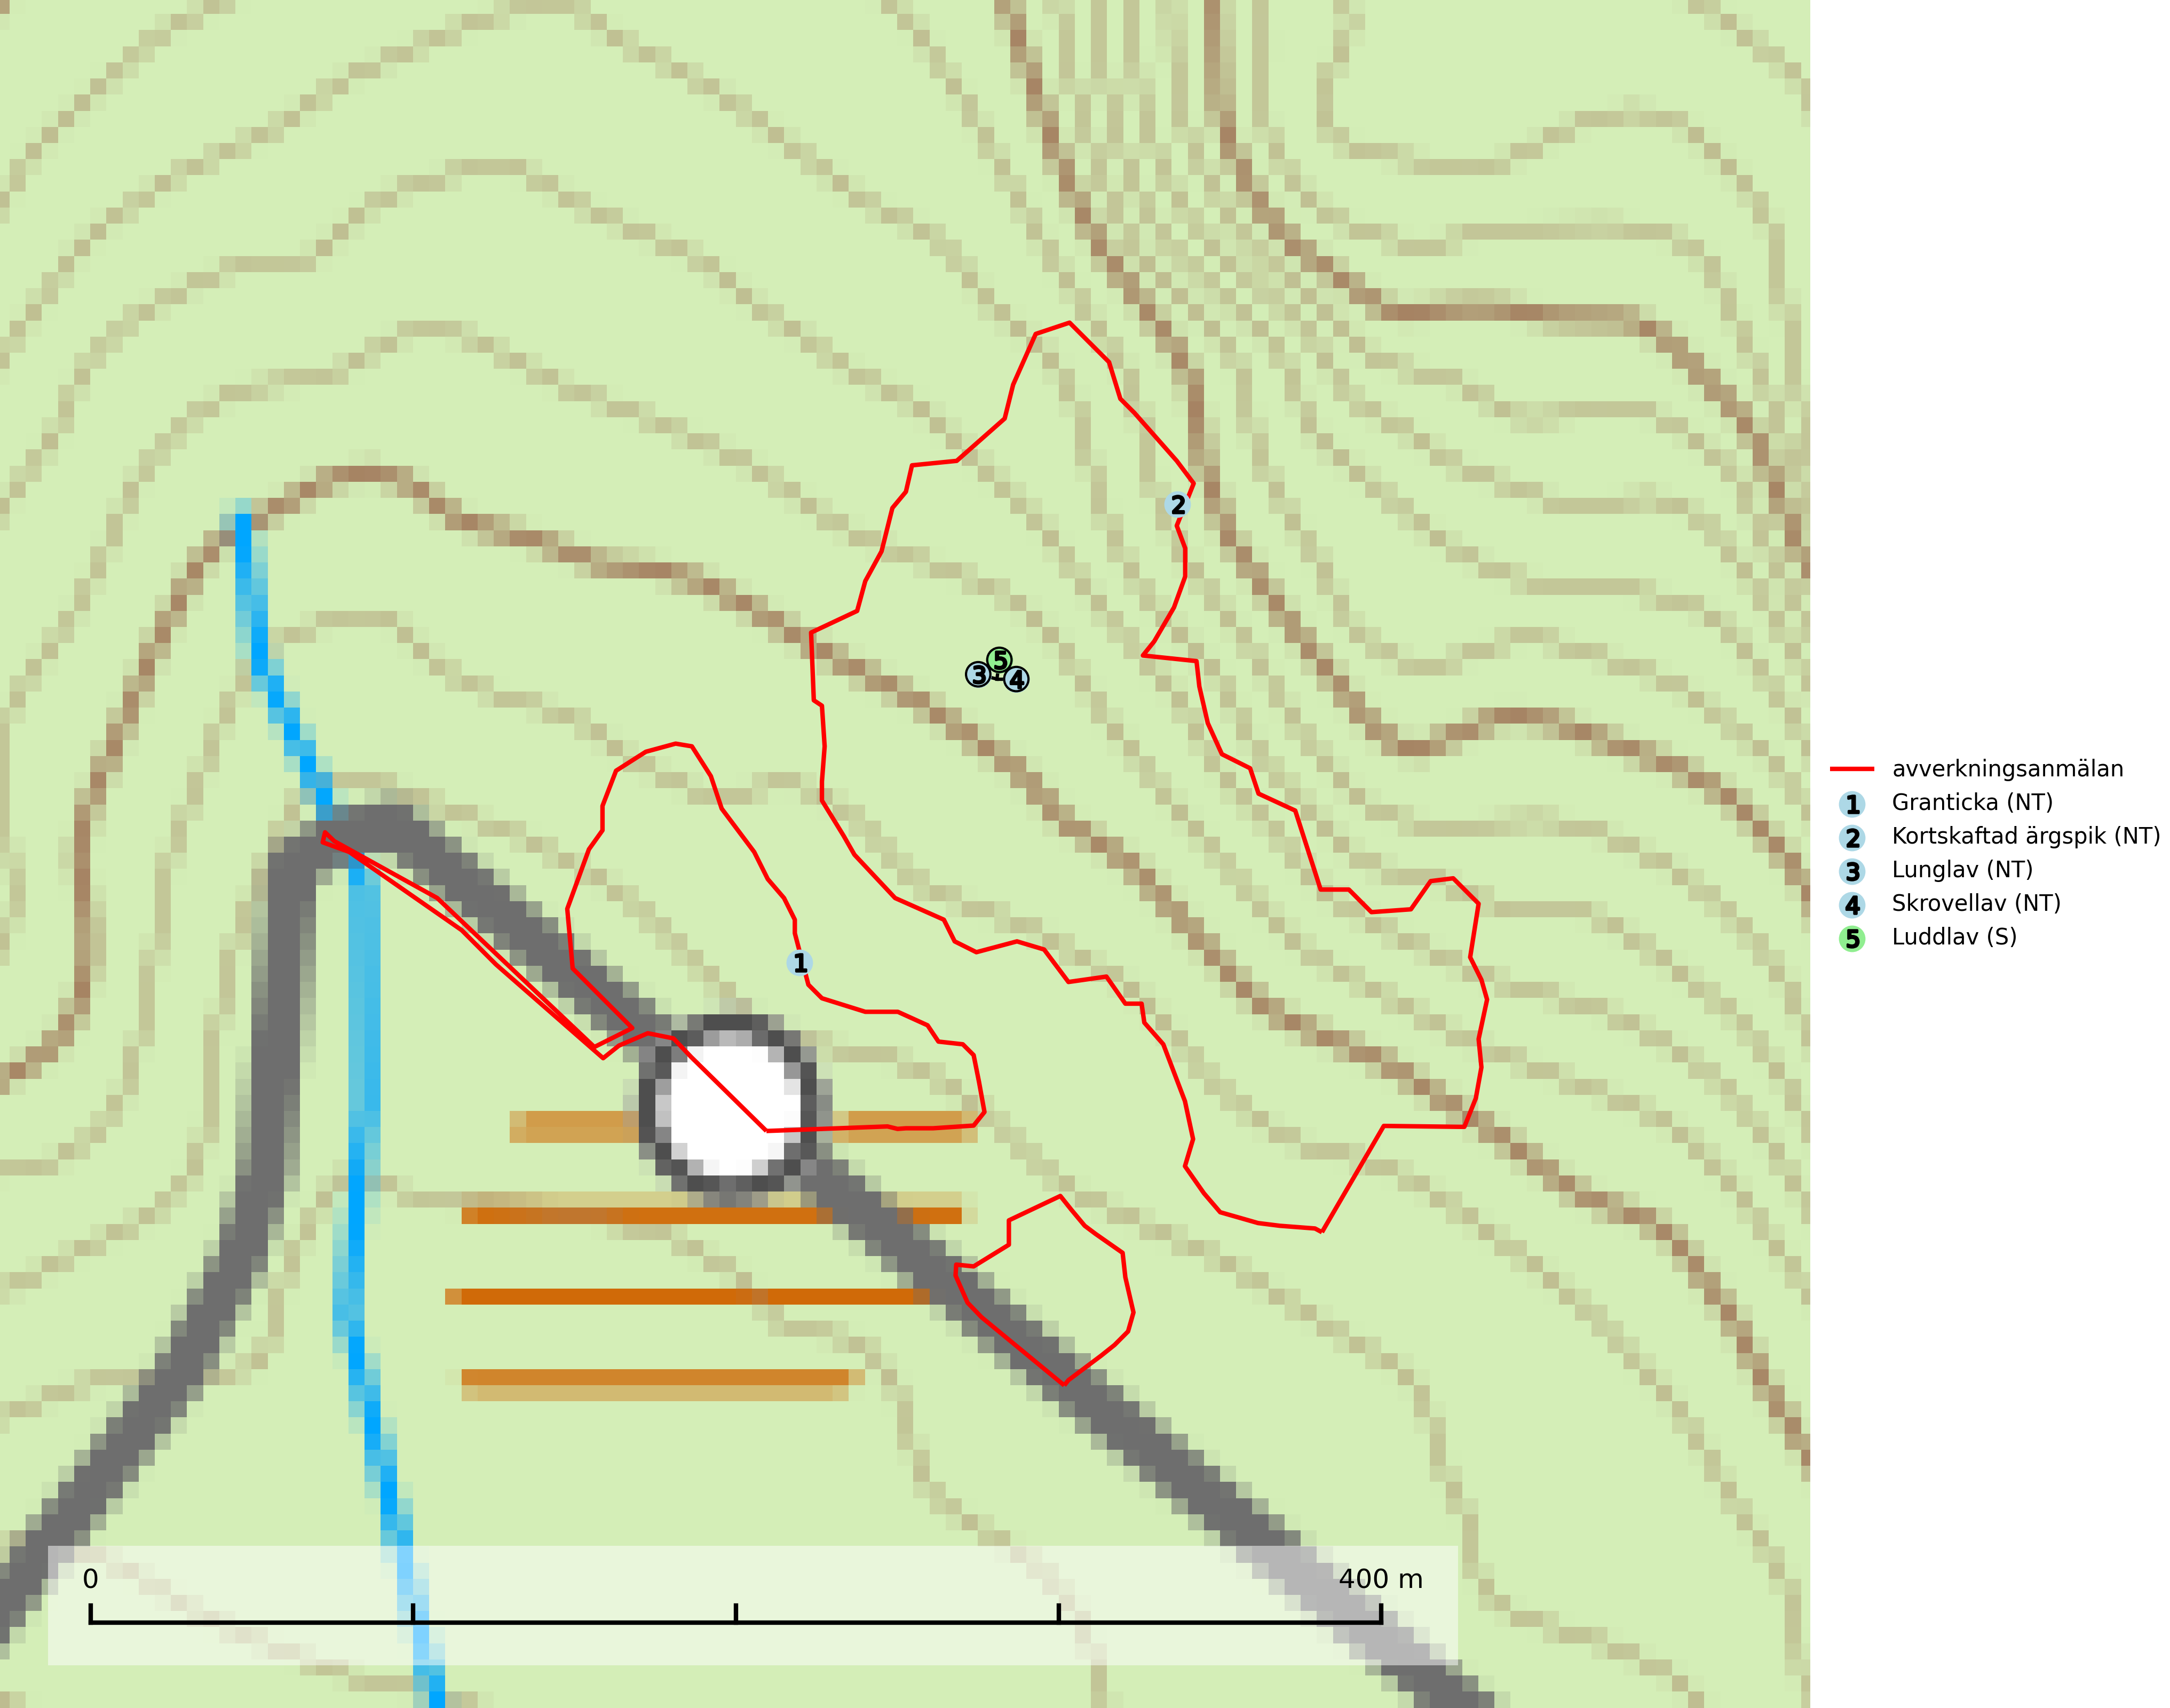 2
5
3
4
1
avverkningsanmälan
1 Granticka (NT)
2 Kortskaftad ärgspik (NT)
3 Lunglav (NT)
4 Skrovellav (NT)
5 Luddlav (S)
0 400 m